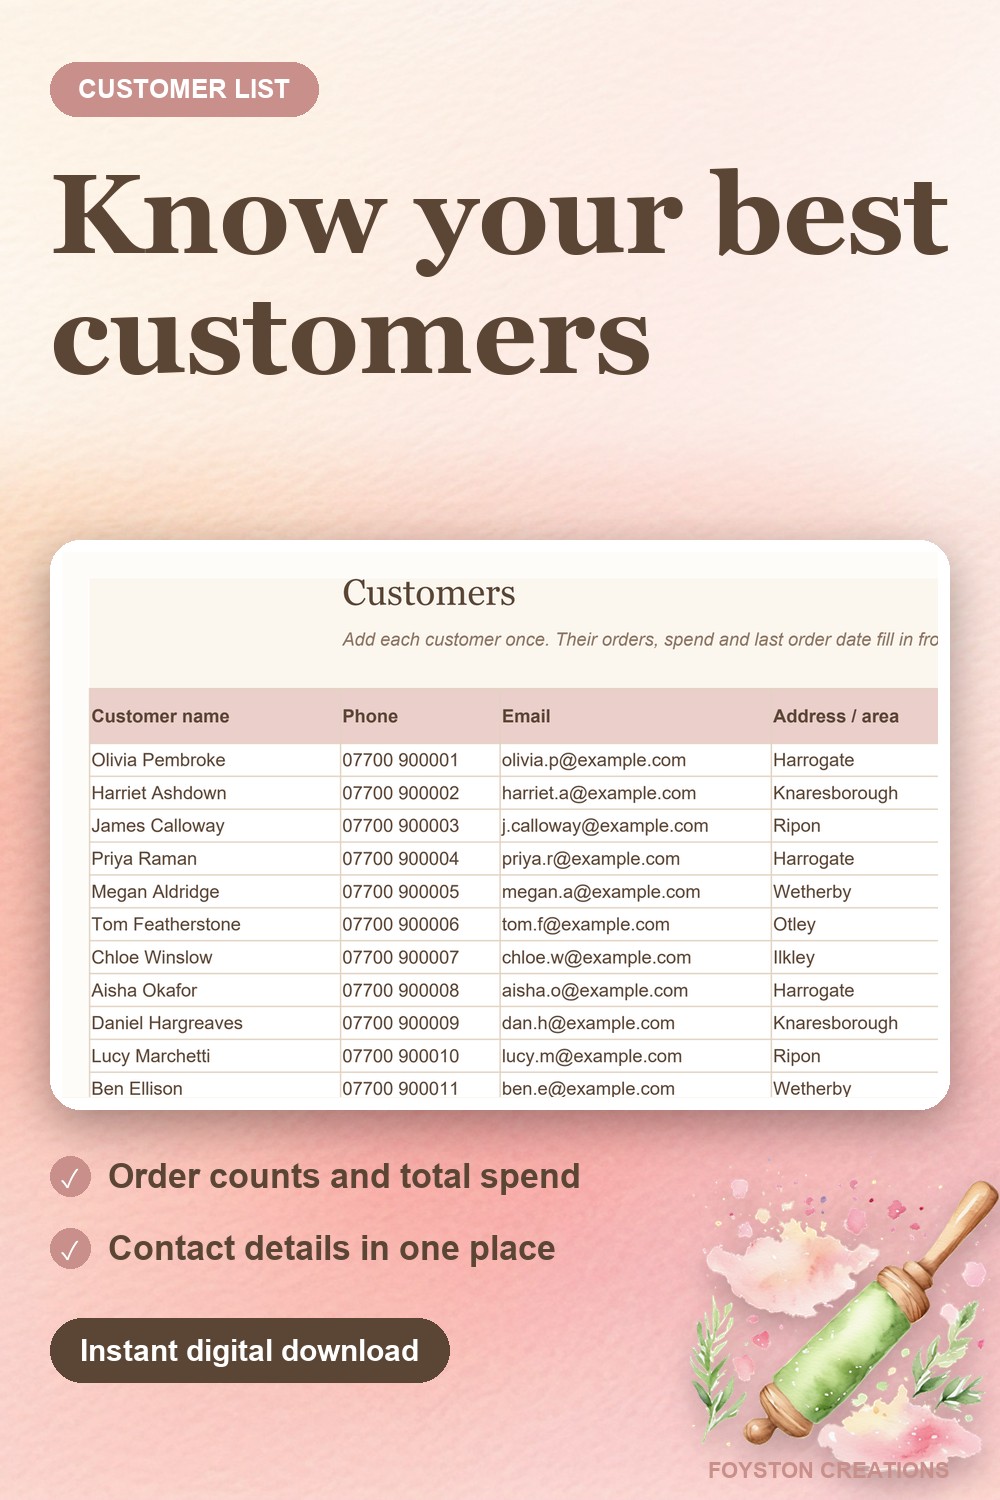 CUSTOMER LIST
Know your best
customers
Customers
Add each customer once. Their orders, spend and last order date fill in fro
Customer name Phone Email Address / area
Olivia Pembroke 07700 900001 olivia.p@example.com Harrogate
Harriet Ashdown 07700 900002 harriet.a@example.com Knaresborough
James Calloway 07700 900003 j.calloway@example.com Ripon
Priya Raman 07700 900004 priya.r@example.com Harrogate
Megan Aldridge 07700 900005 megan.a@example.com Wetherby
Tom Featherstone 07700 900006 tom.f@example.com Otley
Chloe Winslow 07700 900007 chloe.w@example.com Ilkley
Aisha Okafor 07700 900008 aisha.o@example.com Harrogate
Daniel Hargreaves 07700 900009 dan.h@example.com Knaresborough
Lucy Marchetti 07700 900010 lucy.m@example.com Ripon
Ben Ellison 07700 900011 ben.e@example.com Wetherby
✓ Order counts and total spend
✓ Contact details in one place
Instant digital download
FOYSTON CREATIONS